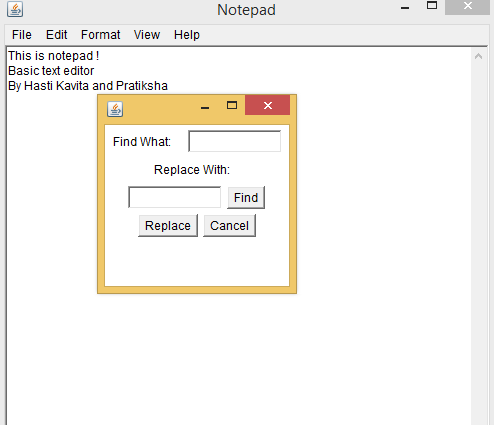 Notepad
File Edit Format View Help
This is notepad !
Basic text editor
By Hasti Kavita and Pratiksha
Find What:
Replace With:
Find
Replace Cancel